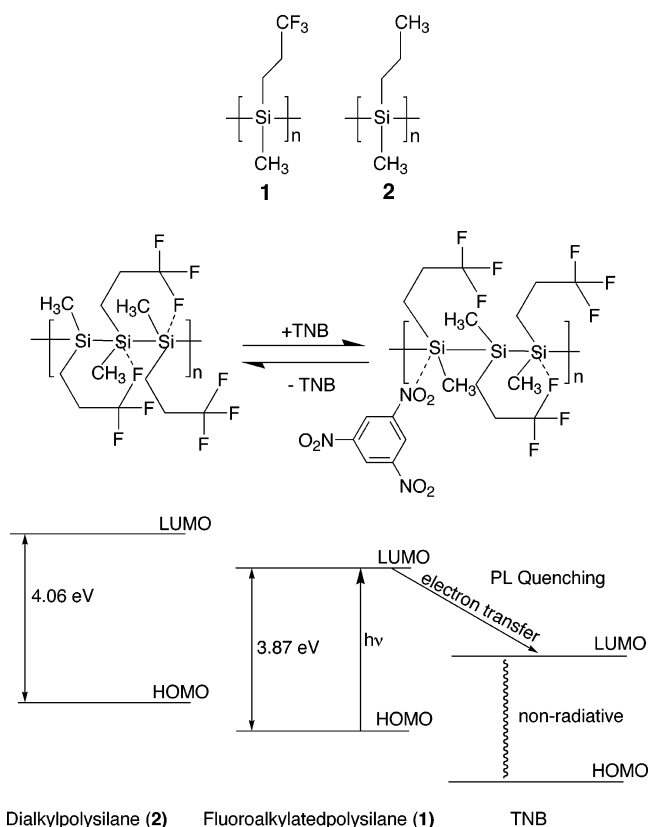 CF3 CH3
Si Si
n n
CH3 CH3
1 2
F
F
F
H3C H3C
Si Si Si
CH3 F
n
F
F
F
F
F
+TNB
- TNB
F
F
F
F
F
F
H3C
Si Si Si
CH3 CH3 F
n
NO2
F
F
O2N
NO2
LUMO
4.06 eV
HOMO
LUMO
3.87 eV
hν
HOMO
electron transfer
PL Quenching
LUMO
non-radiative
HOMO
Dialkylpolysilane (2) Fluoroalkylatedpolysilane (1) TNB